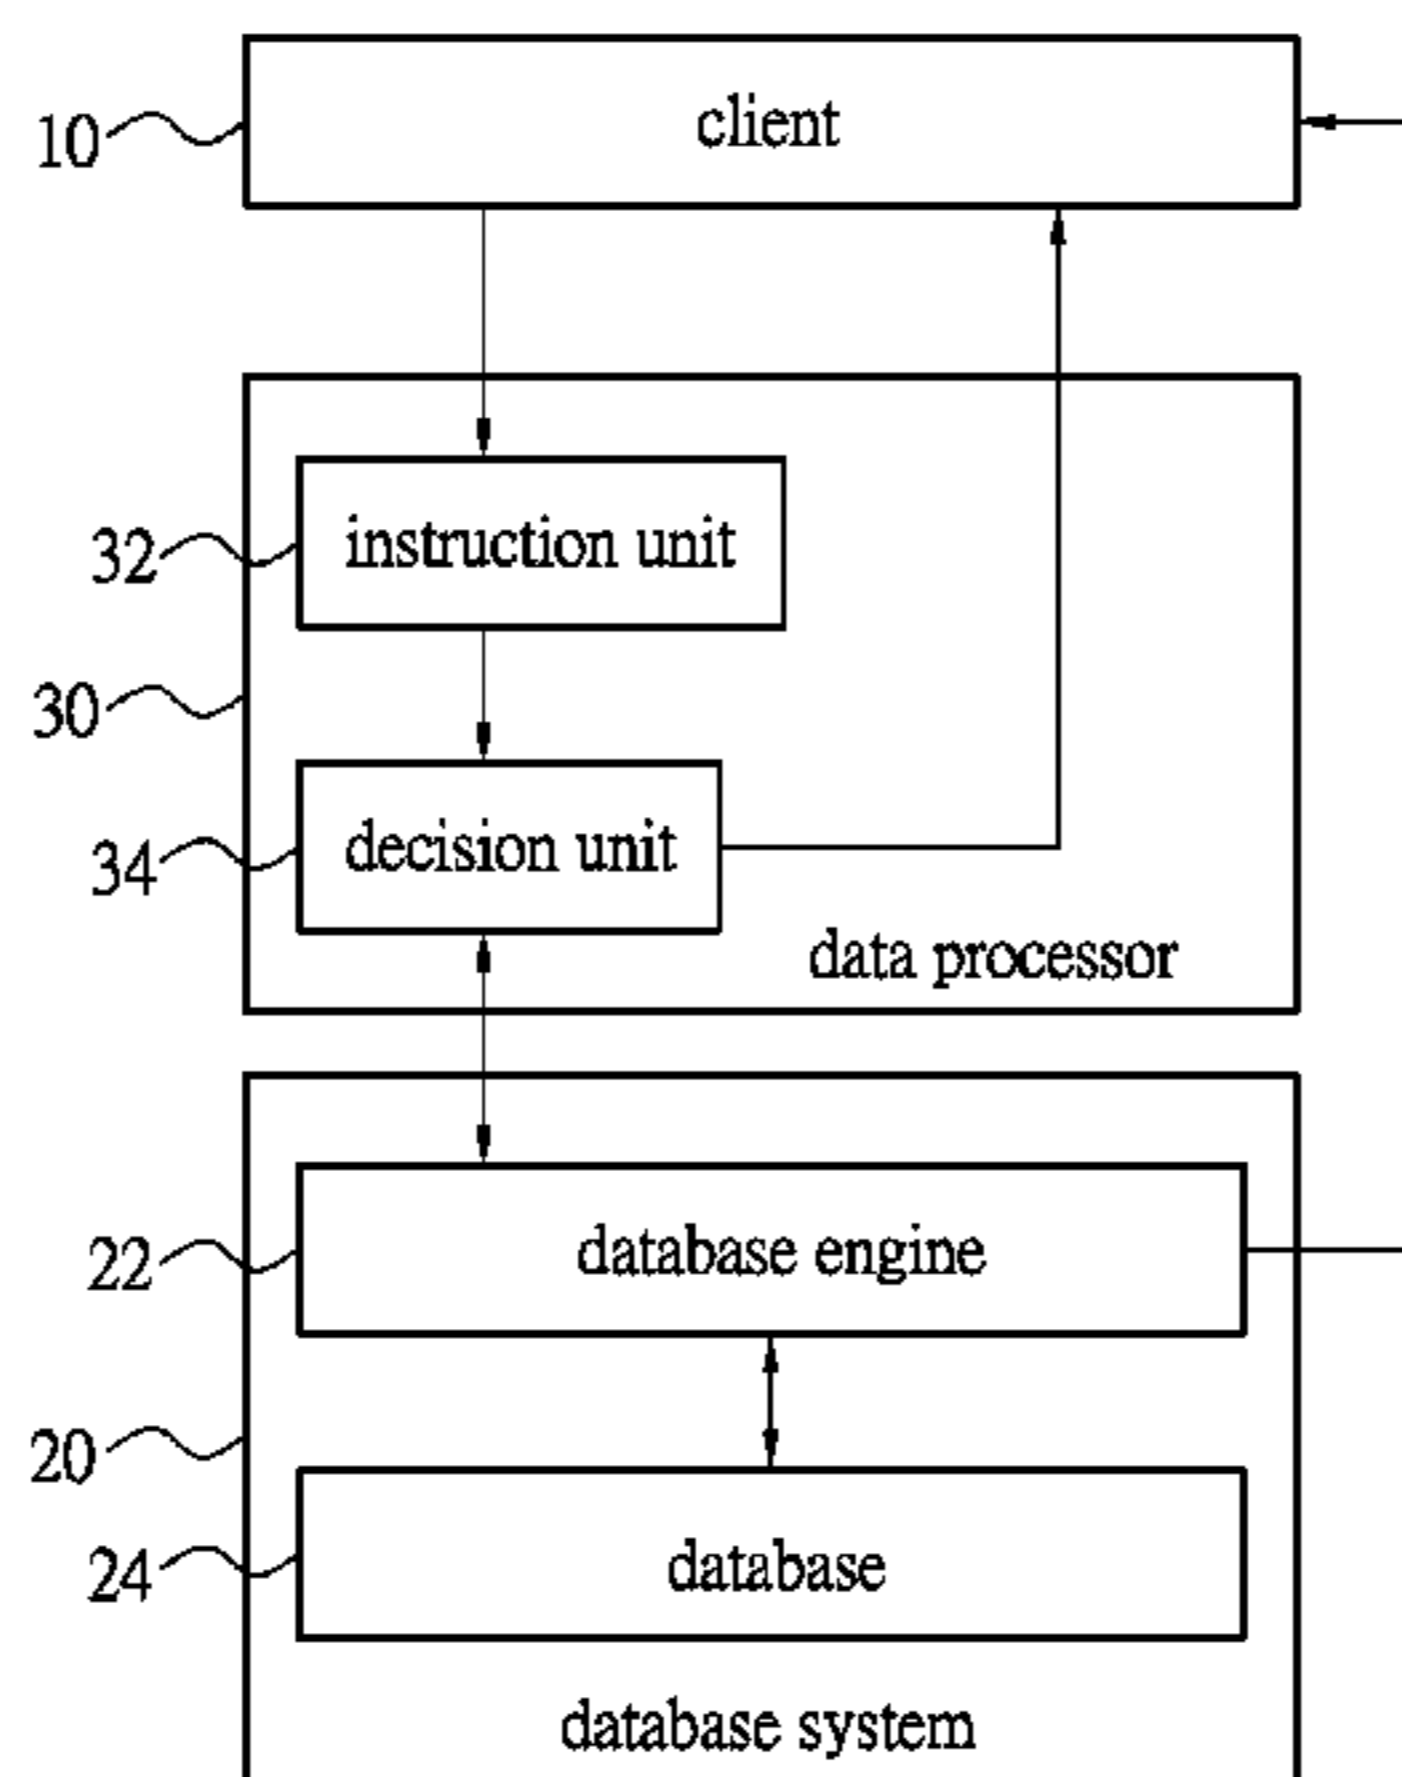 client
10
instruction unit
32
30
decision unit
34
data processor
database engine
22
20
database
24
database system